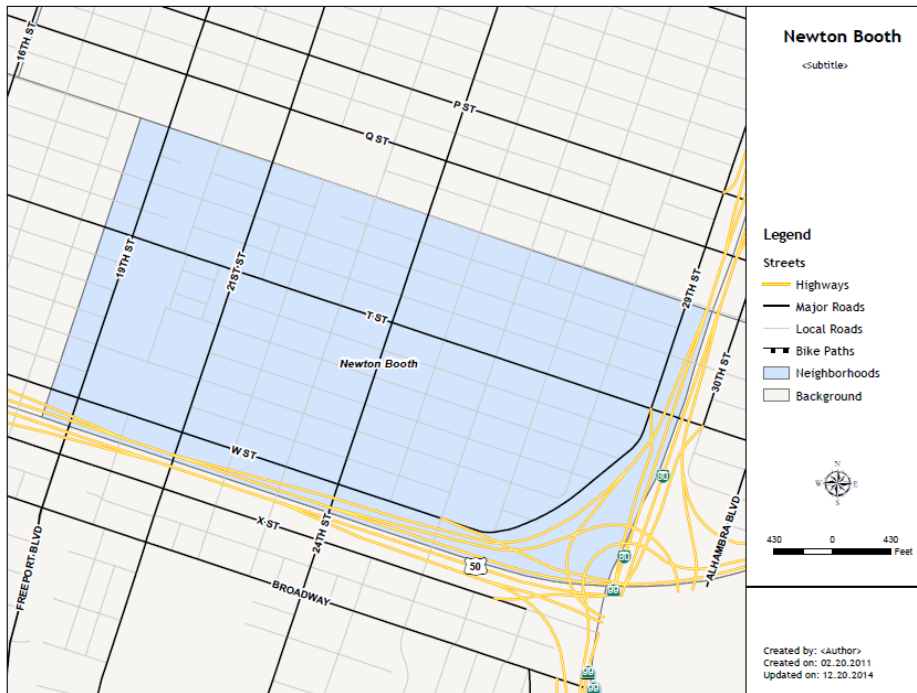 16TH ST
P ST
Q ST
19TH ST
21ST ST
29TH ST
T ST
30TH ST
Newton Booth
W ST
80
X ST
24TH ST
50
80
ALHAMBRA BLVD
99
FREEPORT BLVD
BROADWAY
99
99
Newton Booth
<Subtitle>
Legend
Streets
Highways
Major Roads
Local Roads
Bike Paths
Neighborhoods
Background
N
W E
S
430 0 430
Feet
Created by: <Author>
Created on: 02.20.2011
Updated on: 12.20.2014